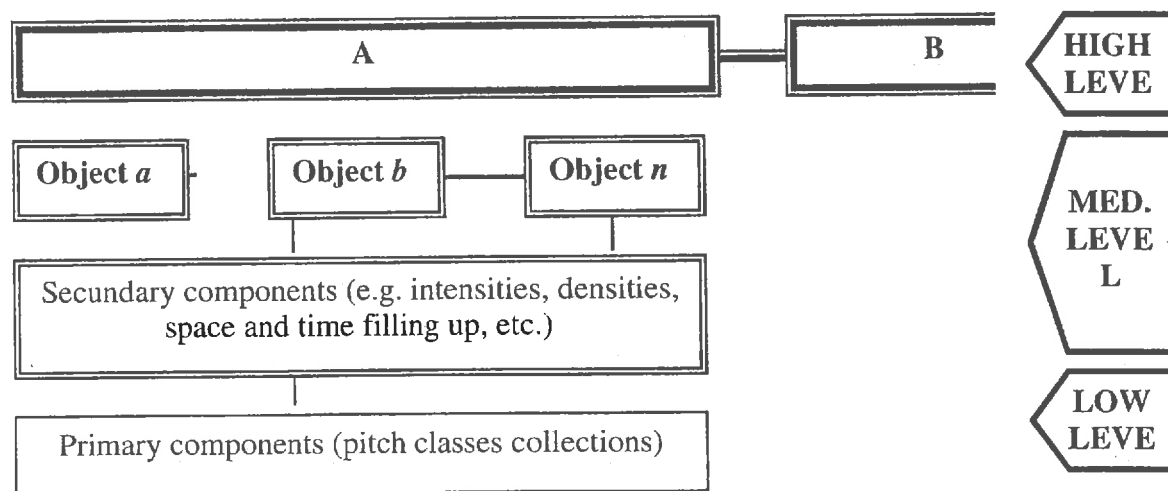 A
B
HIGH
LEVE
Object a
Object b
Object n
MED.
LEVE
L
Secundary components (e.g. intensities, densities,
space and time filling up, etc.)
LOW
LEVE
Primary components (pitch classes collections)